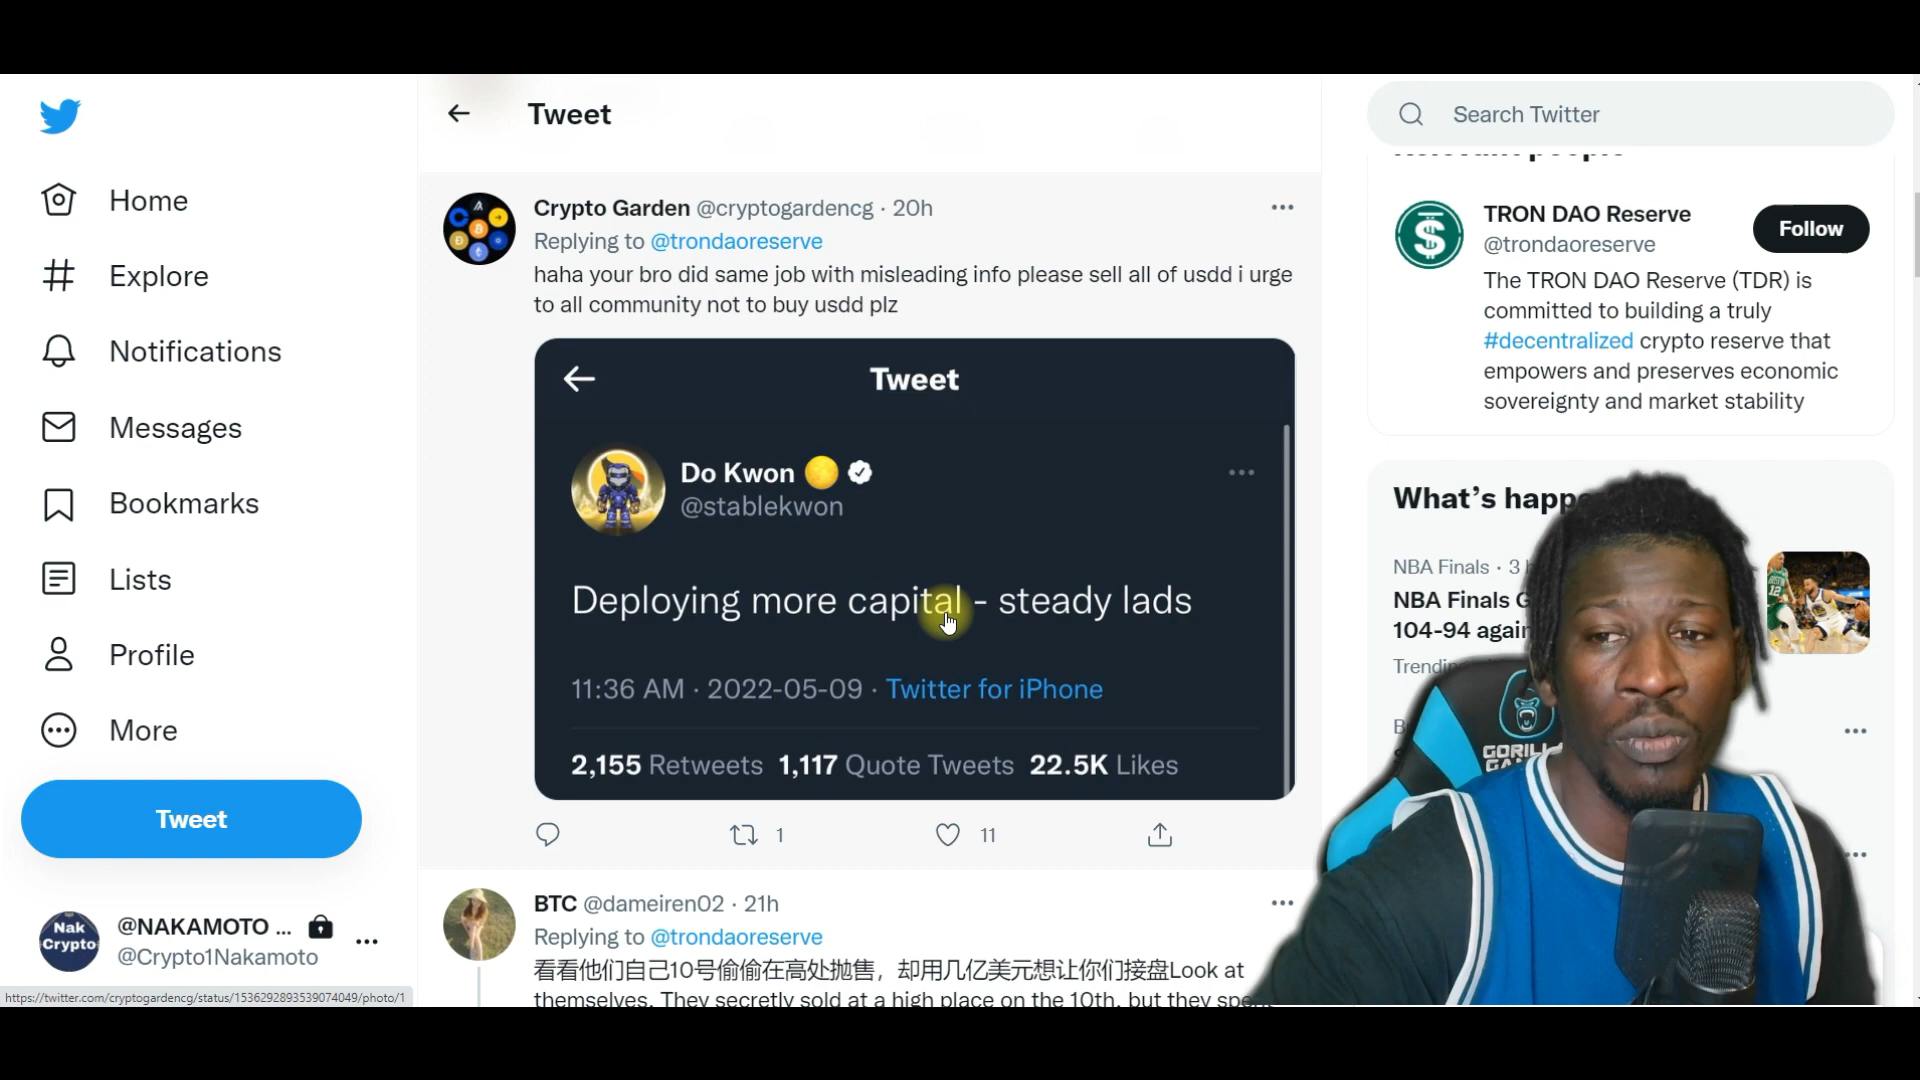 Tweet
Search Twitter
Home
Explore
Notifications
Messages
Bookmarks
Lists
Profile
More
Tweet
Nak
Crypto
@NAKAMOTO ...
@Crypto1Nakamoto
https://twitter.com/cryptogardencg/status/1536292893539074049/photo/1
Crypto Garden @cryptogardencg · 20h
Replying to @trondaoreserve
haha your bro did same job with misleading info please sell all of usdd i urge
to all community not to buy usdd plz
Tweet
Do Kwon
@stablekwon
Deploying more capital - steady lads
11:36 AM · 2022-05-09 · Twitter for iPhone
2,155 Retweets 1,117 Quote Tweets 22.5K Likes
1
11
BTC @dameiren02 · 21h
Replying to @trondaoreserve
看看他们自己10号偷偷在高处抛售，却用几亿美元想让你们接盘Look at
themselves. They secretly sold at a high place on the 10th, but they
Relevant people
TRON DAO Reserve
@trondaoreserve
Follow
The TRON DAO Reserve (TDR) is
committed to building a truly
#decentralized crypto reserve that
empowers and preserves economic
sovereignty and market stability
What's
NBA Finals · 3
NBA Finals
104-94
GORILLA